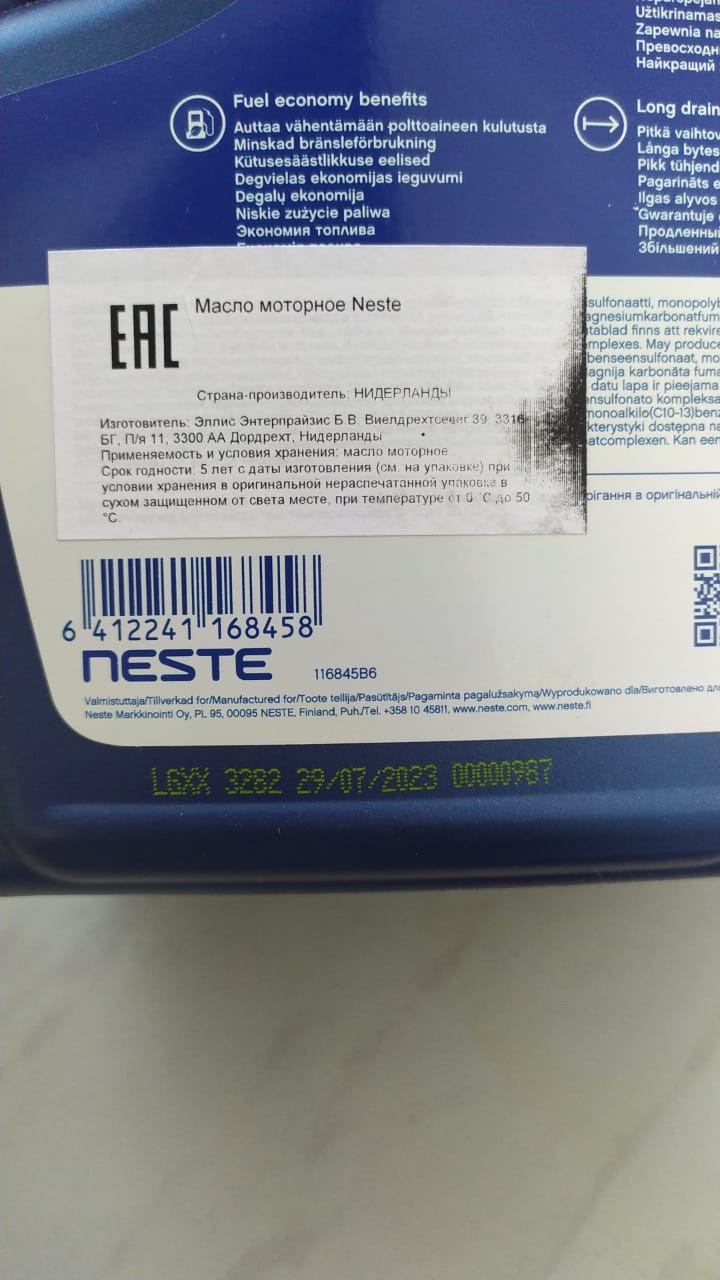 Užtikrinamas
Zapewnia na
Превосходн
Найкращий
Fuel economy benefits
Auttaa vähentämään polttoaineen kulutusta
Minskad bränsleförbrukning
Kütusesäästlikkuse eelised
Degvielas ekonomijas ieguvumi
Degalų ekonomija
Niskie zużycie paliwa
Экономия топлива
Long drain
Pitkä vaihtov
Långa bytes
Pikk tühjend
Pagarināts e
Ilgas alyvos
Gwarantuje
Продленны
Збільшений
EAC
Масло моторное Neste
Страна-производитель: НИДЕРЛАНДЫ
Изготовитель: Эллис Энтерпрайзис Б.В. Виелдрехтсевег 39, 3316
БГ, П/я 11, 3300 АА Дордрехт, Нидерланды
Применяемость и условия хранения: масло моторное
Срок годности: 5 лет с даты изготовления (см. на упаковке) при
условии хранения в оригинальной нераспечатанной упаковке в
сухом защищенном от света месте, при температуре от 0 °С до 50
°С.
sulfonaatti, monopolyb
agnesiumkarbonatfum
tablad finns att rekvire
mplexes. May produce
benseensulfonaat, mo
agnija karbonāta fuma
datu lapa ir pieejama
ensulfonato kompleksa
monoalkilo(C10-13)benz
kterystyki dostępna na
atcomplexen. Kan een
рігання в оригінальній
6 412241 168458
NESTE
116845B6
Valmistuttaja/Tillverkad for/Manufactured for/Toote tellija/Pasūtītājs/Pagaminta pagalužsakymą/Wyprodukowano dla/Виготовлено для
Neste Markkinointi Oy, PL 95, 00095 NESTE, Finland, Puh./Tel. +358 10 45811, www.neste.com, www.neste.fi
LGXX 3282 29/07/2023 00000987